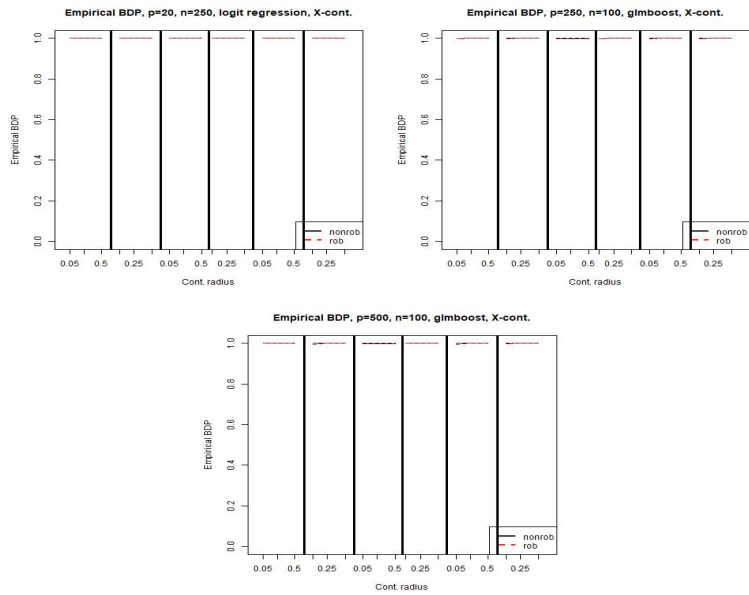 Empirical BDP, p=20, n=250, logit regression, X-cont.
Empirical BDP
1.0
0.8
0.6
0.4
0.2
0.0
nonrob
rob
0.05 0.5 0.25 0.05 0.5 0.25 0.05 0.5 0.25
Cont. radius
Empirical BDP, p=250, n=100, glmboost, X-cont.
Empirical BDP
1.0
0.8
0.6
0.4
0.2
0.0
nonrob
rob
0.05 0.5 0.25 0.05 0.5 0.25 0.05 0.5 0.25
Cont. radius
Empirical BDP, p=500, n=100, glmboost, X-cont.
Empirical BDP
1.0
0.8
0.6
0.4
0.2
0.0
nonrob
rob
0.05 0.5 0.25 0.05 0.5 0.25 0.05 0.5 0.25
Cont. radius